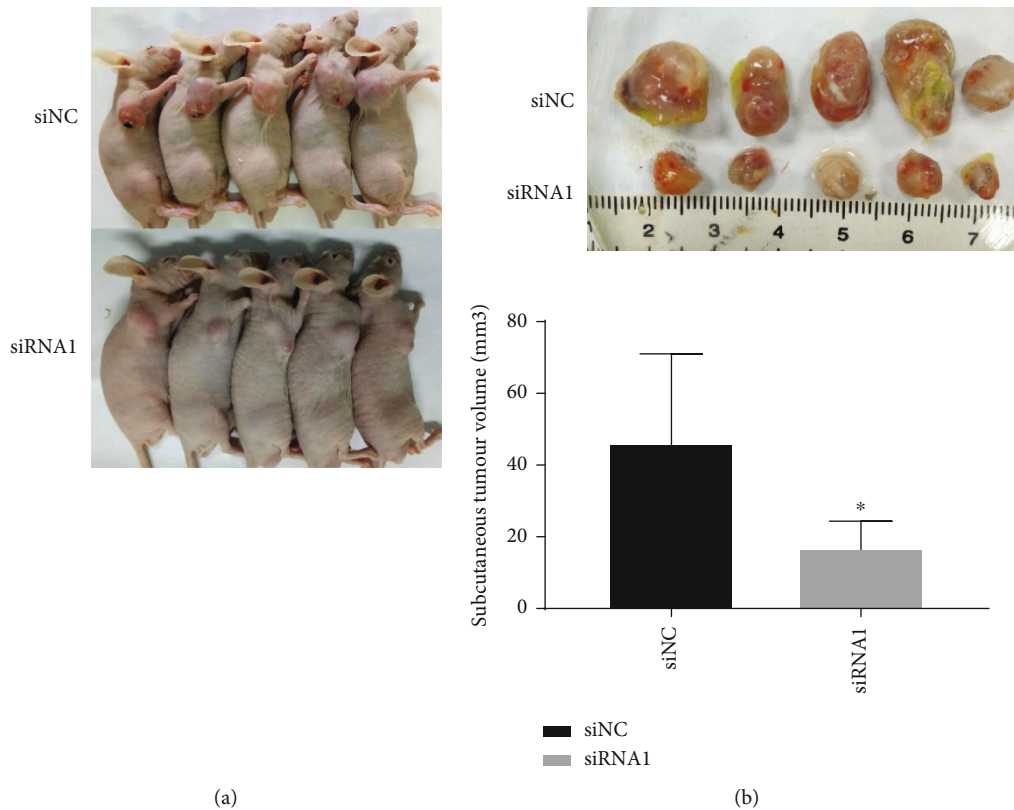 siNC
siRNA1
(a)
siNC
siRNA1
2 3 4 5 6 7
Subcutaneous tumour volume (mm3)
80
60
40
20
0
*
siNC
siRNA1
siNC
siRNA1
(b)